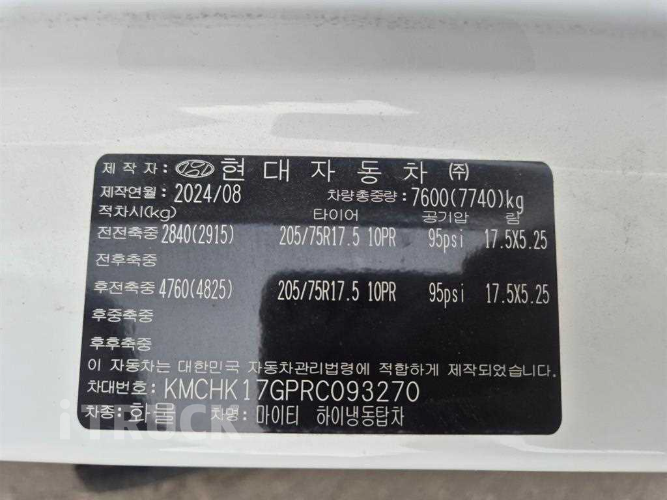 제 작 자 : 현 대 자 동 차 ㈜
제작연월: 2024/08 차량총중량: 7600(7740)kg
적차시(kg) 타이어 공기압 림
전전축중 2840(2915) 205/75R17.5 10PR 95psi 17.5X5.25
전후축중
후전축중 4760(4825) 205/75R17.5 10PR 95psi 17.5X5.25
후중축중
후후축중
이 자동차는 대한민국 자동차관리법령에 적합하게 제작되었습니다.
차대번호: KMCHK17GPRC093270
차종: 화물 차명: 마이티 하이냉동탑차
iTRUCK